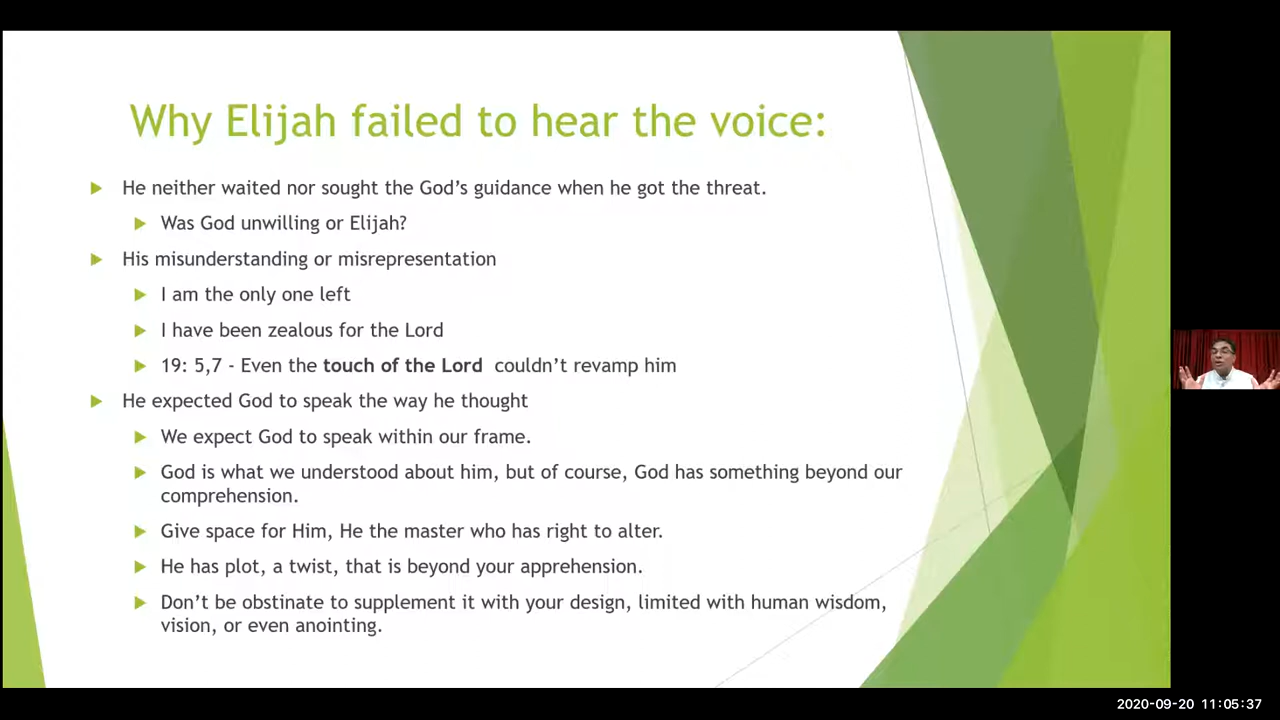 Why Elijah failed to hear the voice:
He neither waited nor sought the God's guidance when he got the threat.
Was God unwilling or Elijah?
His misunderstanding or misrepresentation
I am the only one left
I have been zealous for the Lord
19: 5,7 - Even the touch of the Lord couldn't revamp him
He expected God to speak the way he thought
We expect God to speak within our frame.
God is what we understood about him, but of course, God has something beyond our
comprehension.
Give space for Him, He the master who has right to alter.
He has plot, a twist, that is beyond your apprehension.
Don't be obstinate to supplement it with your design, limited with human wisdom,
vision, or even anointing.
2020-09-20 11:05:37